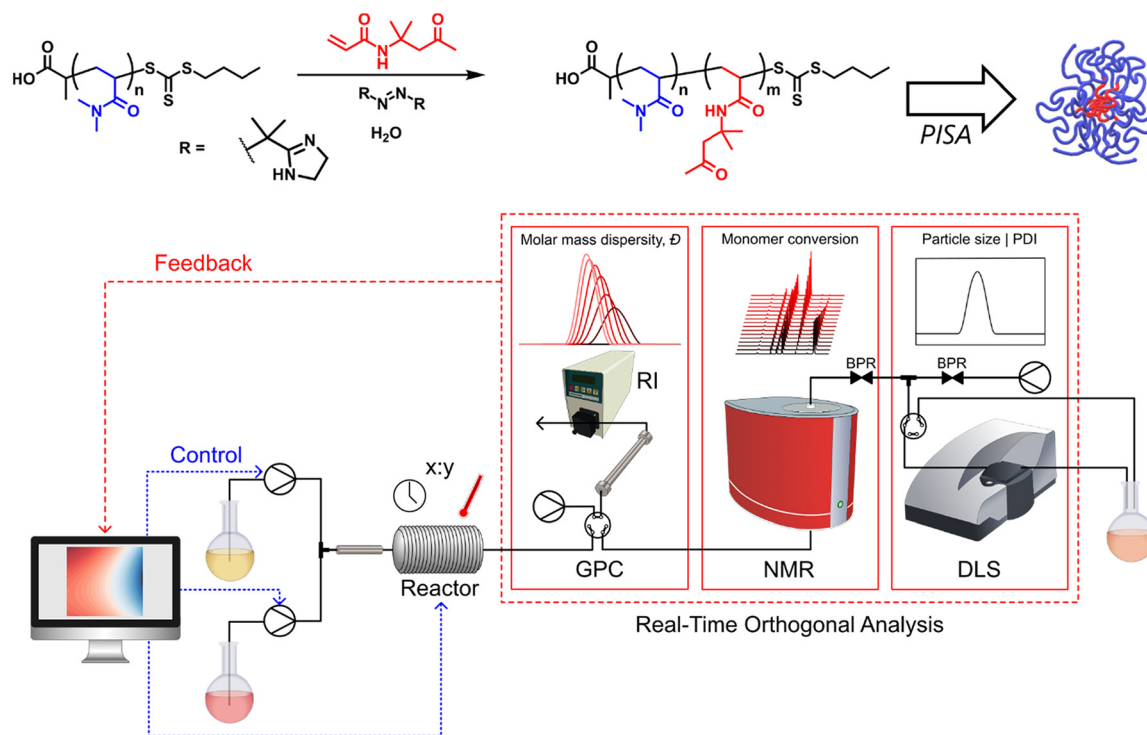 O
O
N
H
O
HO
n
S
S
S
N
O
R
N
N
R
H₂O
R =
N
HN
O
HO
n
m
S
S
S
N
O
HN
O
O
PISA
Molar mass dispersity, Đ
Monomer conversion
Particle size | PDI
Feedback
RI
BPR
BPR
Control
x:y
Reactor
GPC
NMR
DLS
Real-Time Orthogonal Analysis